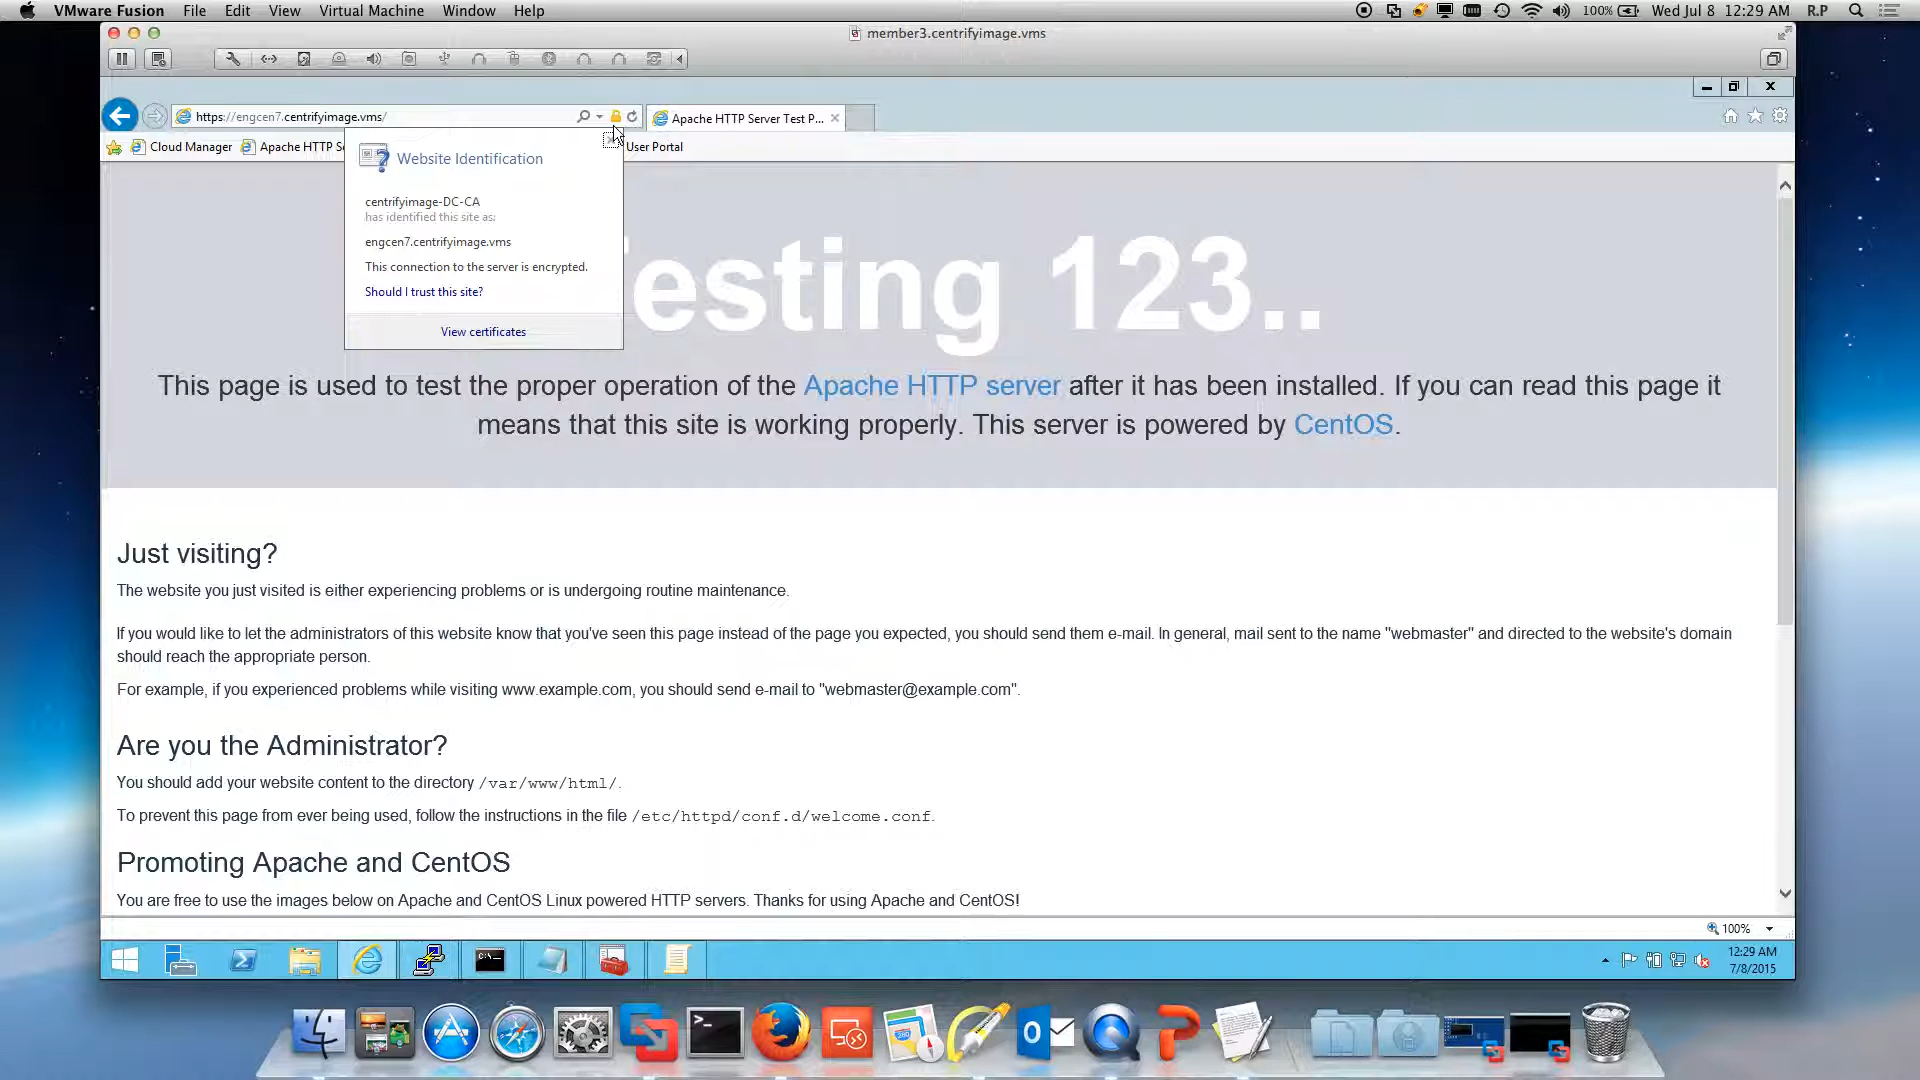 VMware Fusion File Edit View Virtual Machine Window Help 100% Wed Jul 8 12:29 AM R.P
member3.centrifyimage.vms
https://engcen7.centrifyimage.vms/ Apache HTTP Server Test P...
Cloud Manager Apache HTTP Se User Portal
Website Identification
centrifyimage-DC-CA
has identified this site as:
engcen7.centrifyimage.vms
This connection to the server is encrypted.
Should I trust this site?
View certificates
esting 123..
This page is used to test the proper operation of the Apache HTTP server after it has been installed. If you can read this page it
means that this site is working properly. This server is powered by CentOS.
Just visiting?
The website you just visited is either experiencing problems or is undergoing routine maintenance.
If you would like to let the administrators of this website know that you've seen this page instead of the page you expected, you should send them e-mail. In general, mail sent to the name "webmaster" and directed to the website's domain
should reach the appropriate person.
For example, if you experienced problems while visiting www.example.com, you should send e-mail to "webmaster@example.com".
Are you the Administrator?
You should add your website content to the directory /var/www/html/.
To prevent this page from ever being used, follow the instructions in the file /etc/httpd/conf.d/welcome.conf.
Promoting Apache and CentOS
You are free to use the images below on Apache and CentOS Linux powered HTTP servers. Thanks for using Apache and CentOS!
100%
12:29 AM
7/8/2015